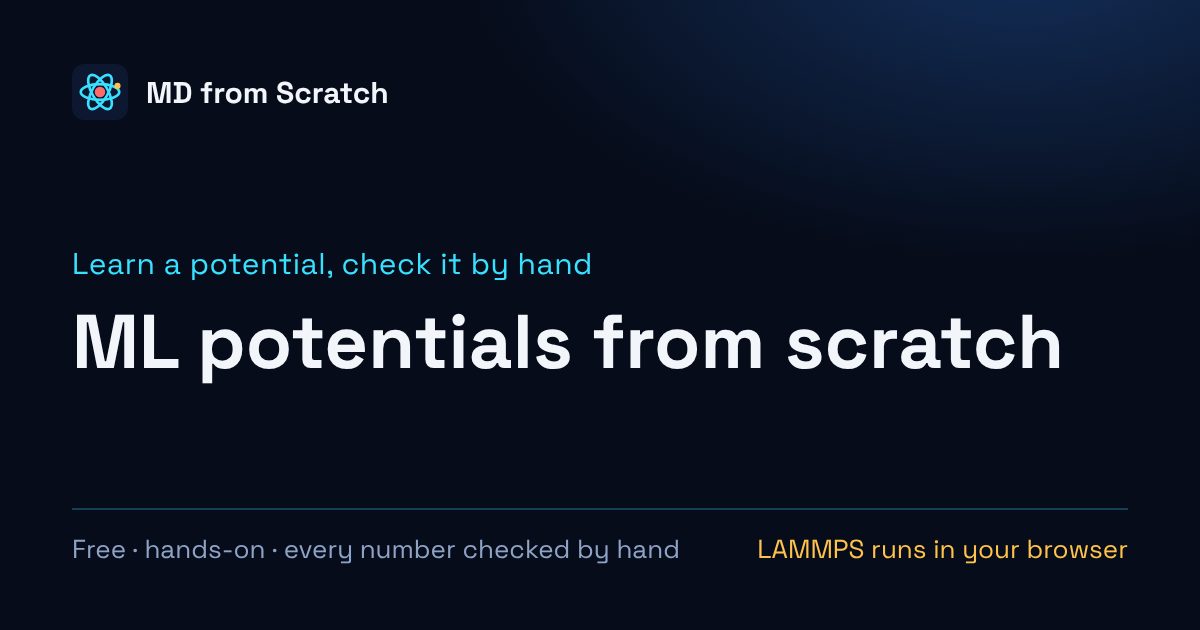 MD from Scratch
Learn a potential, check it by hand
ML potentials from scratch
Free · hands-on · every number checked by hand
LAMMPS runs in your browser